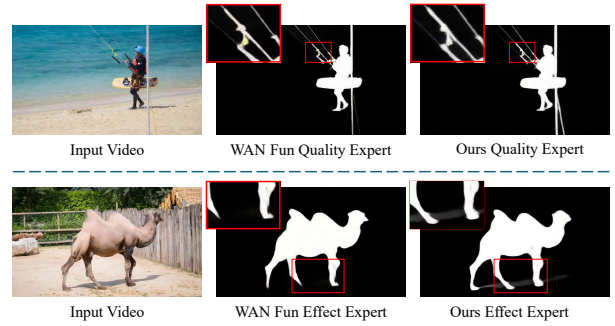 Input Video
WAN Fun Quality Expert
Ours Quality Expert
Input Video
WAN Fun Effect Expert
Ours Effect Expert